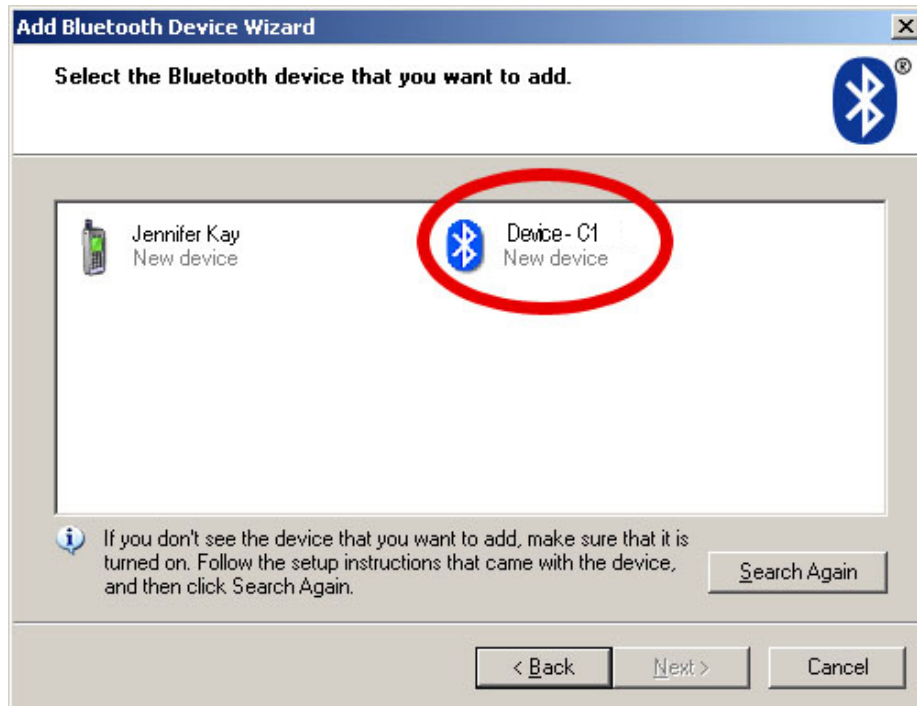 Add Bluetooth Device Wizard
Select the Bluetooth device that you want to add.
®
Jennifer Kay
New device
Device - C1
New device
If you don't see the device that you want to add, make sure that it is
turned on. Follow the setup instructions that came with the device,
and then click Search Again.
Search Again
< Back
Next >
Cancel